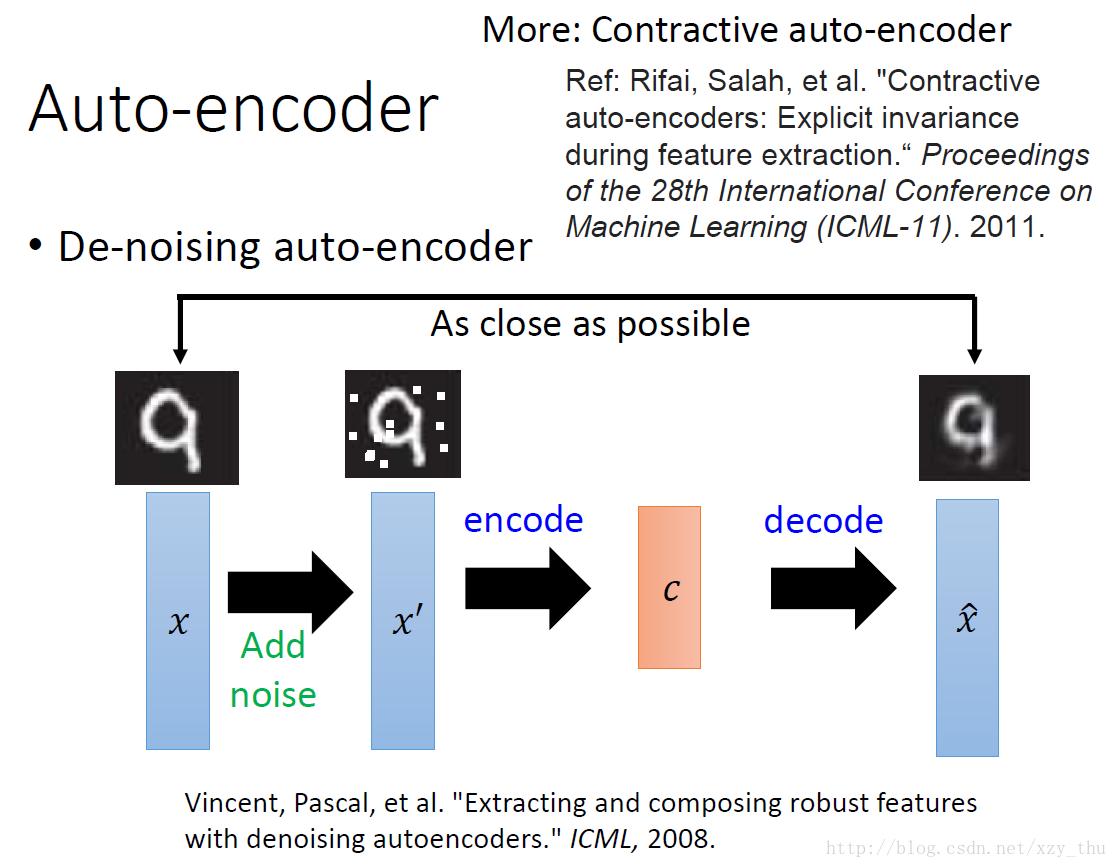 More: Contractive auto-encoder
Auto-encoder
Ref: Rifai, Salah, et al. "Contractive
auto-encoders: Explicit invariance
during feature extraction.“ Proceedings
of the 28th International Conference on
Machine Learning (ICML-11). 2011.
• De-noising auto-encoder
As close as possible
encode
decode
x
x′
c
x̂
Add
noise
Vincent, Pascal, et al. "Extracting and composing robust features
with denoising autoencoders." ICML, 2008.
http://blog.csdn.net/xzy_thu